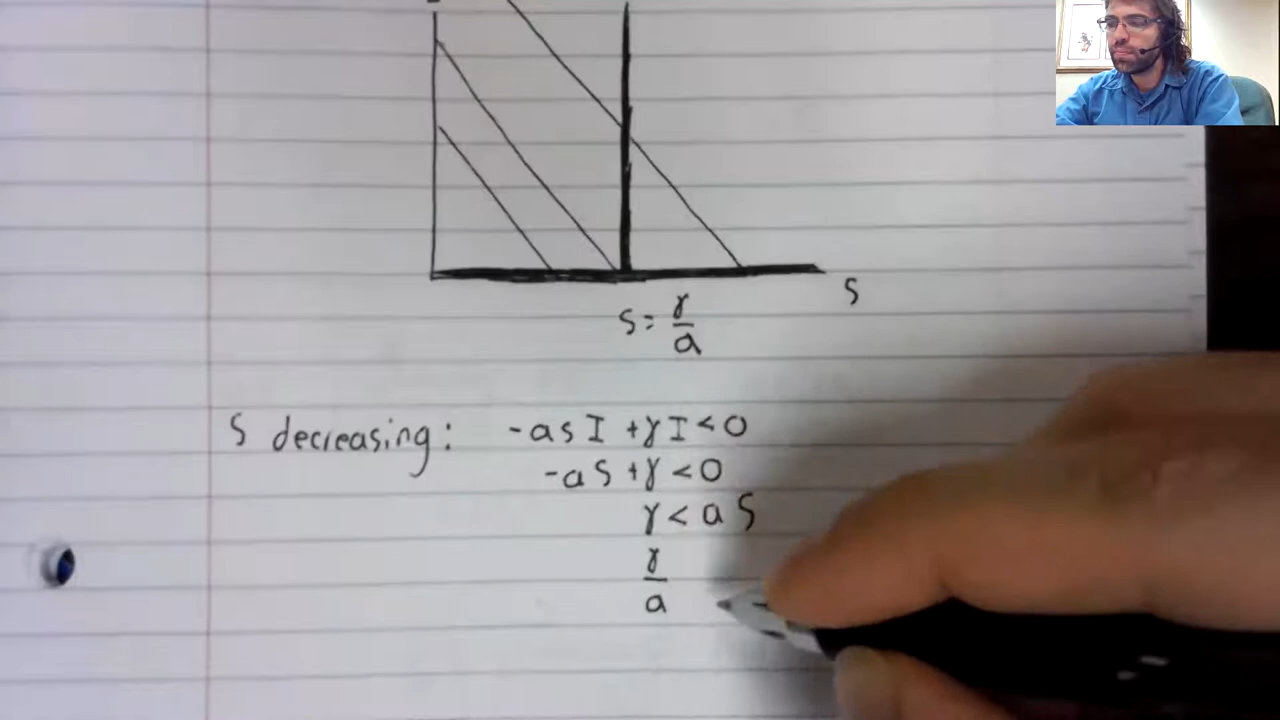 S
S = γ/a
S decreasing: -aSI + γI < 0
-aS + γ < 0
γ < aS
γ/a